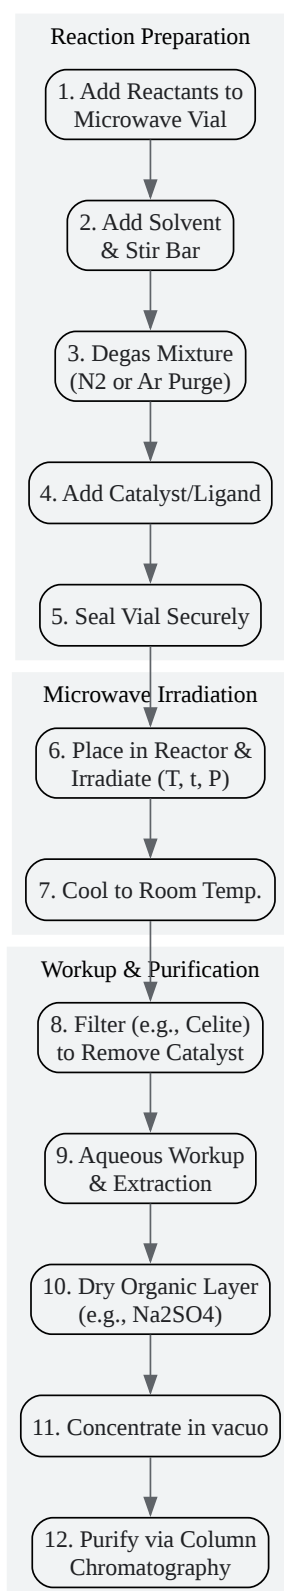 Reaction Preparation
1. Add Reactants to
Microwave Vial
2. Add Solvent
& Stir Bar
3. Degas Mixture
(N2 or Ar Purge)
4. Add Catalyst/Ligand
5. Seal Vial Securely
Microwave Irradiation
6. Place in Reactor &
Irradiate (T, t, P)
7. Cool to Room Temp.
Workup & Purification
8. Filter (e.g., Celite)
to Remove Catalyst
9. Aqueous Workup
& Extraction
10. Dry Organic Layer
(e.g., Na2SO4)
11. Concentrate in vacuo
12. Purify via Column
Chromatography